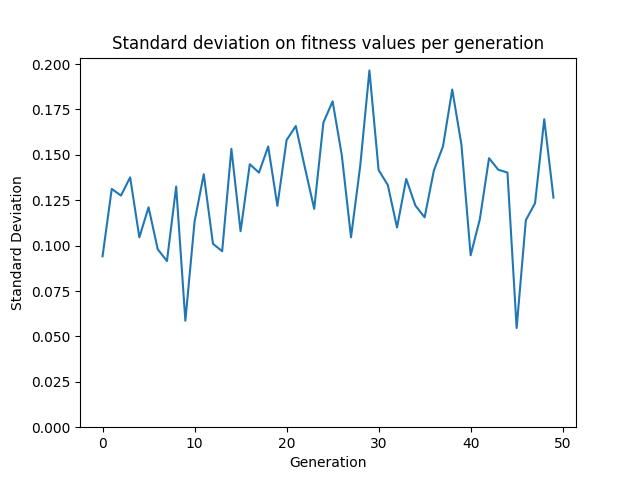 Standard deviation on fitness values per generation
0.200
0.175
0.150
0.125
0.100
0.075
0.050
0.025
0.000
Standard Deviation
0 10 20 30 40 50
Generation